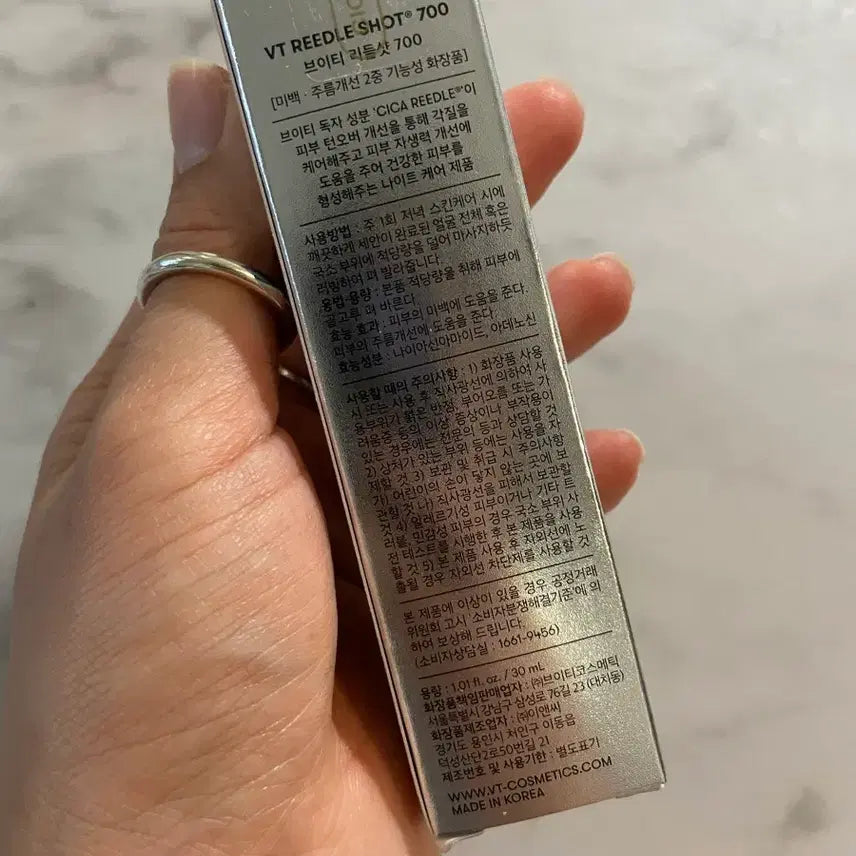 VT REEDLE SHOT® 700
브이티 리들샷 700
[미백 · 주름개선 2중 기능성 화장품]
브이티 독자 성분 'CICA REEDLE®'이
피부 턴오버 개선을 통해 각질을
케어해주고 피부 자생력 개선에
도움을 주어 건강한 피부를
형성해주는 나이트 케어 제품
사용방법 : 주 1회 저녁 스킨케어 시에
깨끗하게 세안이 완료된 얼굴 전체 혹은
국소 부위에 적당량을 덜어 마사지하듯
러빙하여 펴 발라줍니다.
용법·용량 : 본품 적당량을 취해 피부에
골고루 펴 바른다.
효능 효과 : 피부의 미백에 도움을 준다.
피부의 주름개선에 도움을 준다.
효능성분 : 나이아신아마이드, 아데노신
사용할 때의 주의사항 : 1) 화장품 사용
시 또는 사용 후 직사광선에 의하여 사
용부위가 붉은 반점, 부어오름 또는 가
려움증 등의 이상 증상이나 부작용이
있는 경우에는 전문의 등과 상담할 것
2) 상처가 있는 부위 등에는 사용을 자
제할 것 3) 보관 및 취급 시 주의사항
가) 어린이의 손이 닿지 않는 곳에 보
관할 것 나) 직사광선을 피해서 보관할
것 4) 알레르기성 피부이거나 기타 트
러블, 민감성 피부의 경우 국소 부위 사
전 테스트를 시행한 후 본 제품을 사용
할 것 5) 본 제품 사용 후 자외선에 노
출될 경우 자외선 차단제를 사용할 것
본 제품에 이상이 있을 경우 공정거래
위원회 고시 '소비자분쟁해결기준'에 의
하여 보상해 드립니다.
(소비자상담실 : 1661-9456)
용량 : 1.01 fl. oz. / 30 mL
화장품책임판매업자 : ㈜브이티코스메틱
서울특별시 강남구 삼성로 76길 23 (대치동)
화장품제조업자 : ㈜이앤씨
경기도 용인시 처인구 이동읍
덕성산단2로50번길 21
제조번호 및 사용기한 : 별도표기
WWW.VT-COSMETICS.COM
MADE IN KOREA